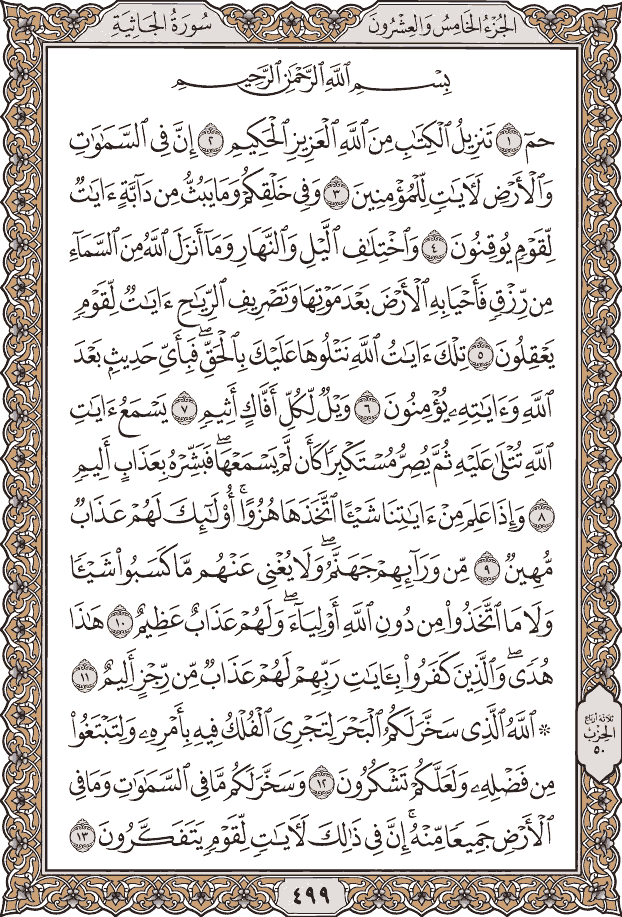 الجُزْءُ الخَامِسُ وَالعِشْرُونَ
سُورَةُ الجَاثِيَةِ
بِسْمِ اللَّهِ الرَّحْمَٰنِ الرَّحِيمِ
حمٓ ١ تَنزِيلُ ٱلْكِتَٰبِ مِنَ ٱللَّهِ ٱلْعَزِيزِ ٱلْحَكِيمِ ٢ إِنَّ فِى ٱلسَّمَٰوَٰتِ
وَٱلْأَرْضِ لَءَايَٰتٍ لِّلْمُؤْمِنِينَ ٣ وَفِى خَلْقِكُمْ وَمَا يَبُثُّ مِن دَآبَّةٍ ءَايَٰتٌ
لِّقَوْمٍ يُوقِنُونَ ٤ وَٱخْتِلَٰفِ ٱلَّيْلِ وَٱلنَّهَارِ وَمَآ أَنزَلَ ٱللَّهُ مِنَ ٱلسَّمَآءِ
مِن رِّزْقٍ فَأَحْيَا بِهِ ٱلْأَرْضَ بَعْدَ مَوْتِهَا وَتَصْرِيفِ ٱلرِّيَٰحِ ءَايَٰتٌ لِّقَوْمٍ
يَعْقِلُونَ ٥ تِلْكَ ءَايَٰتُ ٱللَّهِ نَتْلُوهَا عَلَيْكَ بِٱلْحَقِّ ۖ فَبِأَىِّ حَدِيثٍۭ بَعْدَ
ٱللَّهِ وَءَايَٰتِهِۦ يُؤْمِنُونَ ٦ وَيْلٌ لِّكُلِّ أَفَّاكٍ أَثِيمٍ ٧ يَسْمَعُ ءَايَٰتِ
ٱللَّهِ تُتْلَىٰ عَلَيْهِ ثُمَّ يُصِرُّ مُسْتَكْبِرًا كَأَن لَّمْ يَسْمَعْهَا ۖ فَبَشِّرْهُ بِعَذَابٍ أَلِيمٍ
٨ وَإِذَا عَلِمَ مِنْ ءَايَٰتِنَا شَيْـًٔا ٱتَّخَذَهَا هُزُوًا ۚ أُو۟لَٰٓئِكَ لَهُمْ عَذَابٌ
مُّهِينٌ ٩ مِّن وَرَآئِهِمْ جَهَنَّمُ ۖ وَلَا يُغْنِى عَنْهُم مَّا كَسَبُوا۟ شَيْـًٔا
وَلَا مَا ٱتَّخَذُوا۟ مِن دُونِ ٱللَّهِ أَوْلِيَآءَ ۖ وَلَهُمْ عَذَابٌ عَظِيمٌ ١٠ هَٰذَا
هُدًى ۖ وَٱلَّذِينَ كَفَرُوا۟ بِـَٔايَٰتِ رَبِّهِمْ لَهُمْ عَذَابٌ مِّن رِّجْزٍ أَلِيمٌ ١١
۞ ٱللَّهُ ٱلَّذِى سَخَّرَ لَكُمُ ٱلْبَحْرَ لِتَجْرِىَ ٱلْفُلْكُ فِيهِ بِأَمْرِهِۦ وَلِتَبْتَغُوا۟
مِن فَضْلِهِۦ وَلَعَلَّكُمْ تَشْكُرُونَ ١٢ وَسَخَّرَ لَكُم مَّا فِى ٱلسَّمَٰوَٰتِ وَمَا فِى
ٱلْأَرْضِ جَمِيعًا مِّنْهُ ۚ إِنَّ فِى ذَٰلِكَ لَءَايَٰتٍ لِّقَوْمٍ يَتَفَكَّرُونَ ١٣
ثلاثة أرباع
الحزب
٥٠
٤٩٩